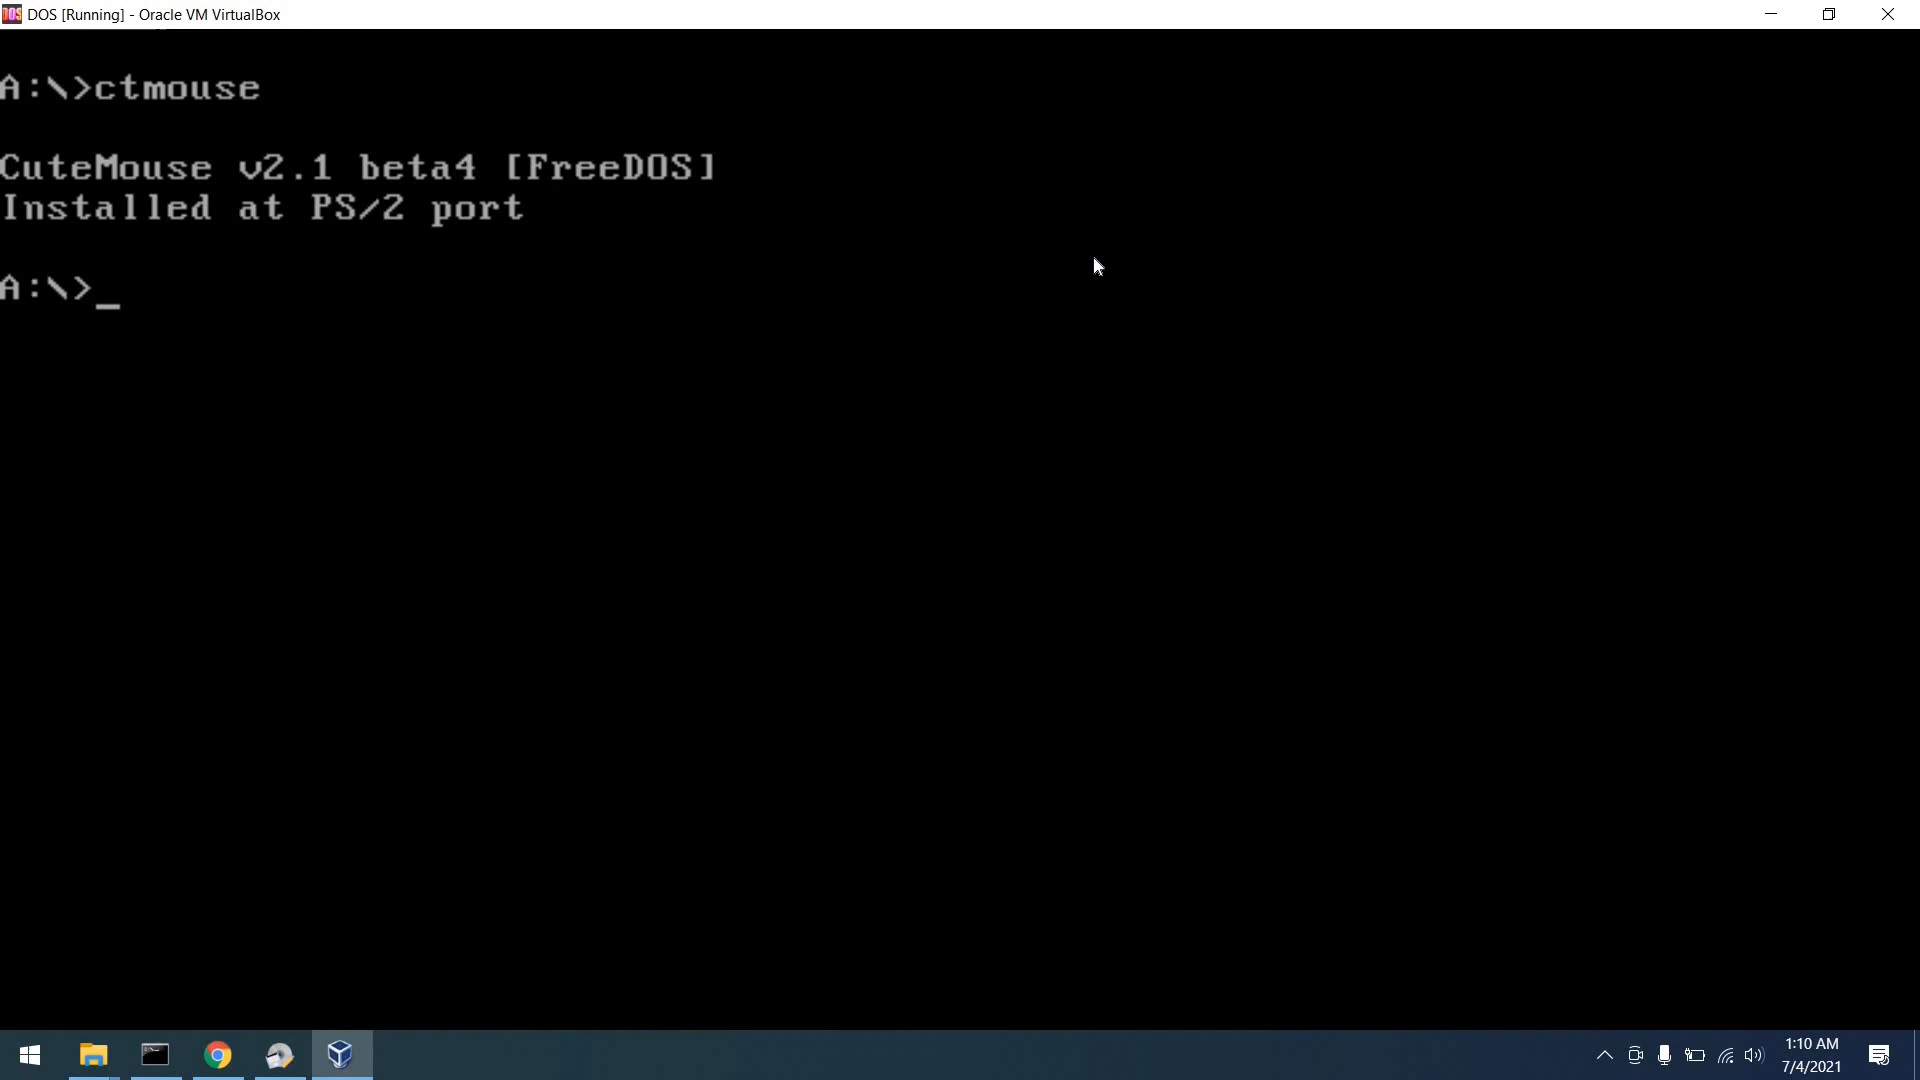 DOS [Running] - Oracle VM VirtualBox
A:\>ctmouse
CuteMouse v2.1 beta4 [FreeDOS]
Installed at PS/2 port
A:\>_
1:10 AM
7/4/2021